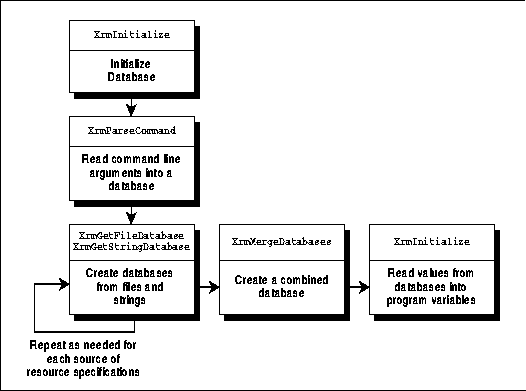 XrmInitialize
Initialize
Database
XrmParseCommand
Read command line
arguments into a
database
XrmGetFileDatabase
XrmGetStringDatabase
Create databases
from files and
strings
XrmMergeDatabases
Create a combined
database
XrmInitialize
Read values from
databases into
program variables
Repeat as needed for
each source of
resource specifications